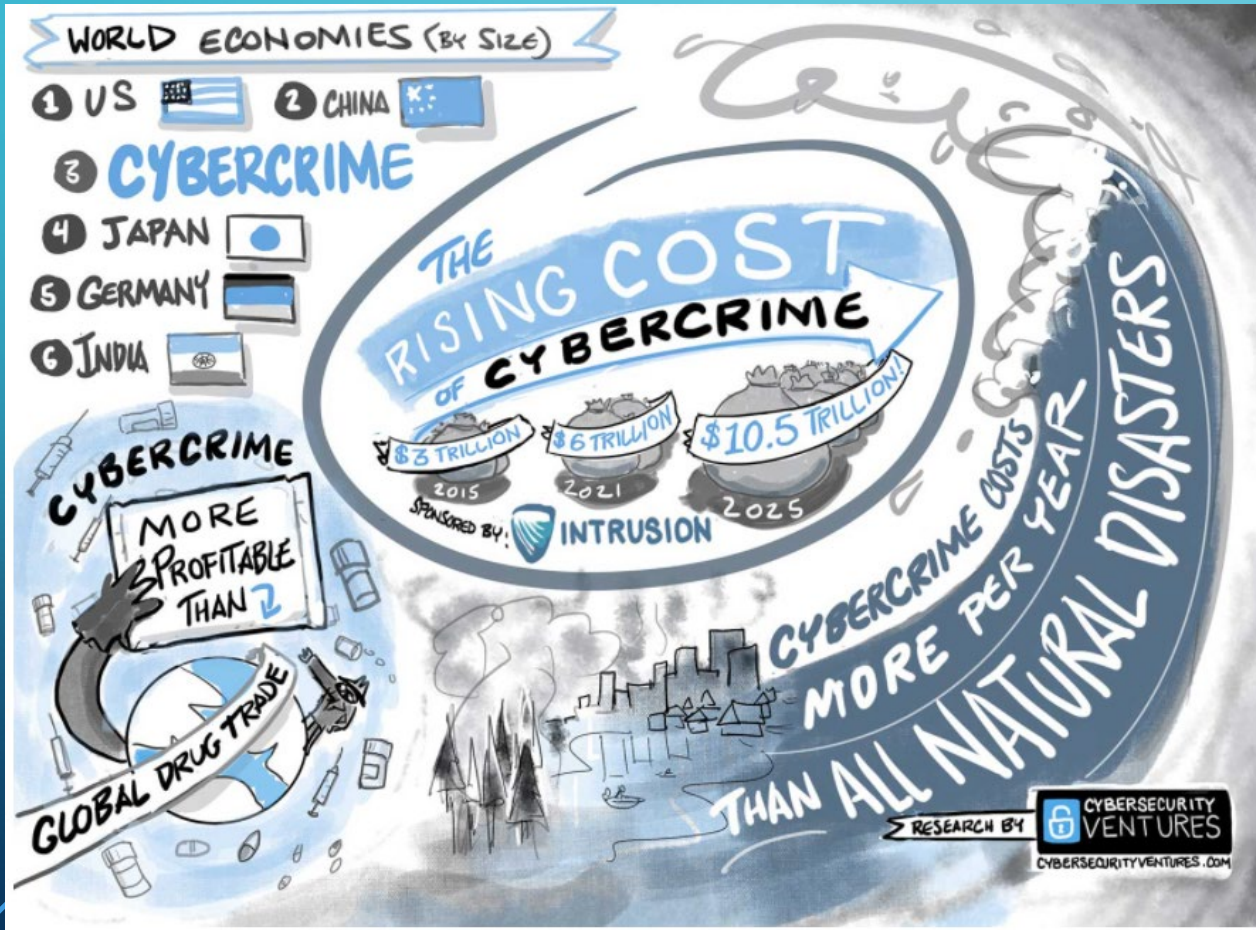 WORLD ECONOMIES (BY SIZE)
1 US
2 CHINA
3 CYBERCRIME
4 JAPAN
5 GERMANY
6 INDIA
THE
RISING COST
OF CYBERCRIME
$3 TRILLION
2015
$6 TRILLION
2021
$10.5 TRILLION!
2025
SPONSORED BY:
INTRUSION
CYBERCRIME
MORE
PROFITABLE
THAN
GLOBAL DRUG TRADE
CYBERCRIME COSTS
MORE PER YEAR
THAN ALL NATURAL DISASTERS
RESEARCH BY
CYBERSECURITY
VENTURES
CYBERSECURITYVENTURES.COM